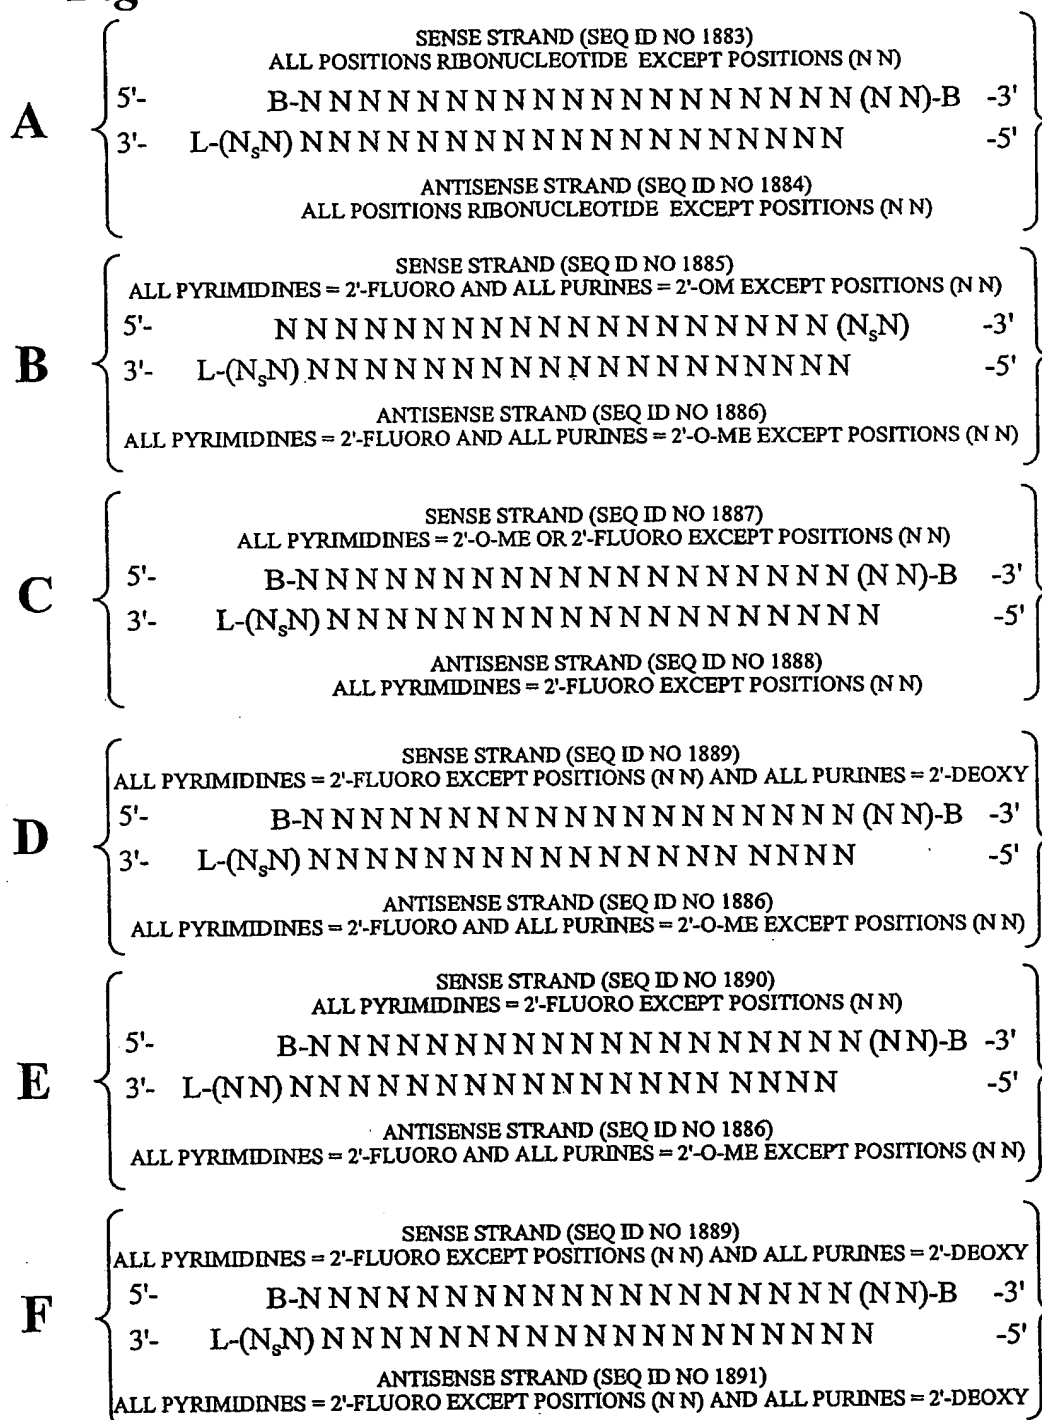 SENSE STRAND (SEQ ID NO 1883)
ALL POSITIONS RIBONUCLEOTIDE EXCEPT POSITIONS (N N)
A
5'- B-N N N N N N N N N N N N N N N N N N N (N N)-B -3'
3'- L-(NₛN) N N N N N N N N N N N N N N N N N N N -5'
ANTISENSE STRAND (SEQ ID NO 1884)
ALL POSITIONS RIBONUCLEOTIDE EXCEPT POSITIONS (N N)
SENSE STRAND (SEQ ID NO 1885)
ALL PYRIMIDINES = 2'-FLUORO AND ALL PURINES = 2'-OM EXCEPT POSITIONS (N N)
B
5'- N N N N N N N N N N N N N N N N N N N (NₛN) -3'
3'- L-(NₛN) N N N N N N N N N N N N N N N N N N N -5'
ANTISENSE STRAND (SEQ ID NO 1886)
ALL PYRIMIDINES = 2'-FLUORO AND ALL PURINES = 2'-O-ME EXCEPT POSITIONS (N N)
SENSE STRAND (SEQ ID NO 1887)
ALL PYRIMIDINES = 2'-O-ME OR 2'-FLUORO EXCEPT POSITIONS (N N)
C
5'- B-N N N N N N N N N N N N N N N N N N N (N N)-B -3'
3'- L-(NₛN) N N N N N N N N N N N N N N N N N N N -5'
ANTISENSE STRAND (SEQ ID NO 1888)
ALL PYRIMIDINES = 2'-FLUORO EXCEPT POSITIONS (N N)
SENSE STRAND (SEQ ID NO 1889)
ALL PYRIMIDINES = 2'-FLUORO EXCEPT POSITIONS (N N) AND ALL PURINES = 2'-DEOXY
D
5'- B-N N N N N N N N N N N N N N N N N N N (N N)-B -3'
3'- L-(NₛN) N N N N N N N N N N N N N N N N N N N -5'
ANTISENSE STRAND (SEQ ID NO 1886)
ALL PYRIMIDINES = 2'-FLUORO AND ALL PURINES = 2'-O-ME EXCEPT POSITIONS (N N)
SENSE STRAND (SEQ ID NO 1890)
ALL PYRIMIDINES = 2'-FLUORO EXCEPT POSITIONS (N N)
E
5'- B-N N N N N N N N N N N N N N N N N N N (N N)-B -3'
3'- L-(N N) N N N N N N N N N N N N N N N N N N N -5'
ANTISENSE STRAND (SEQ ID NO 1886)
ALL PYRIMIDINES = 2'-FLUORO AND ALL PURINES = 2'-O-ME EXCEPT POSITIONS (N N)
SENSE STRAND (SEQ ID NO 1889)
ALL PYRIMIDINES = 2'-FLUORO EXCEPT POSITIONS (N N) AND ALL PURINES = 2'-DEOXY
F
5'- B-N N N N N N N N N N N N N N N N N N N (N N)-B -3'
3'- L-(NₛN) N N N N N N N N N N N N N N N N N N N -5'
ANTISENSE STRAND (SEQ ID NO 1891)
ALL PYRIMIDINES = 2'-FLUORO EXCEPT POSITIONS (N N) AND ALL PURINES = 2'-DEOXY